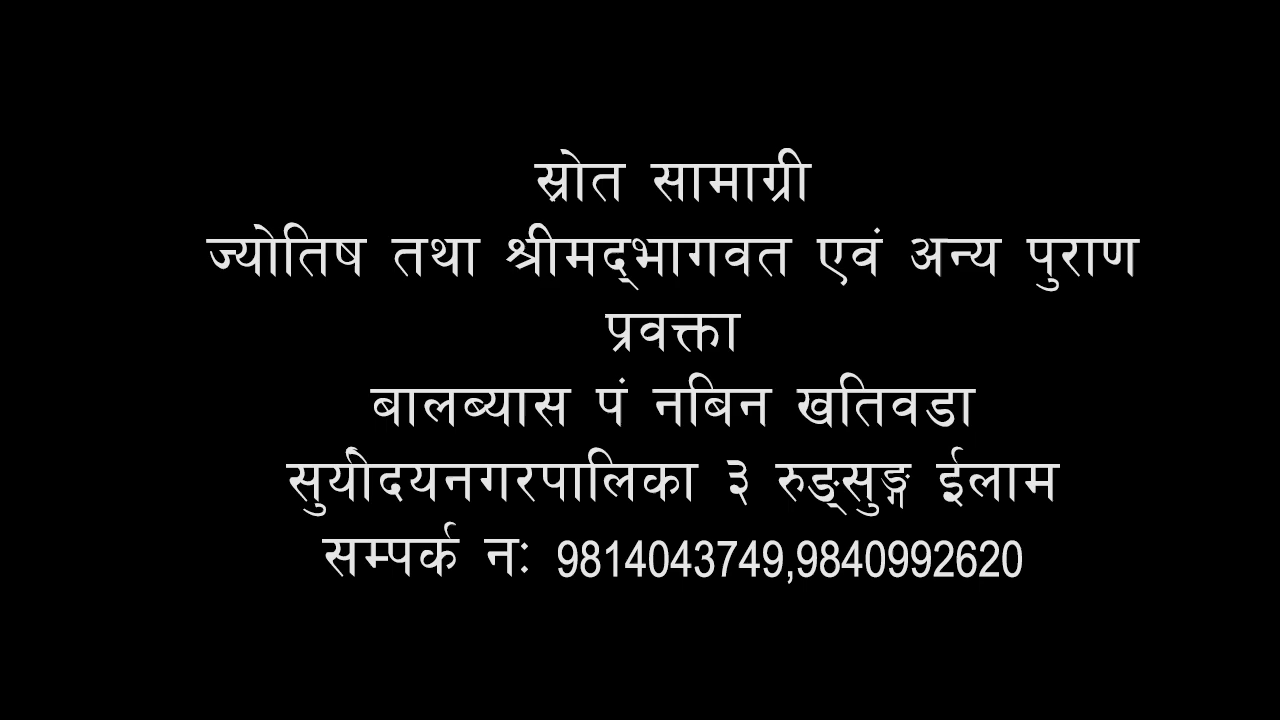 स्रोत सामाग्री
ज्योतिष तथा श्रीमद्‌भागवत एवं अन्य पुराण
प्रवक्ता
बालब्यास पं नबिन खतिवडा
सुर्योदयनगरपालिका ३ रुङ्सुङ्ग ईलाम
सम्पर्क नः 9814043749,9840992620